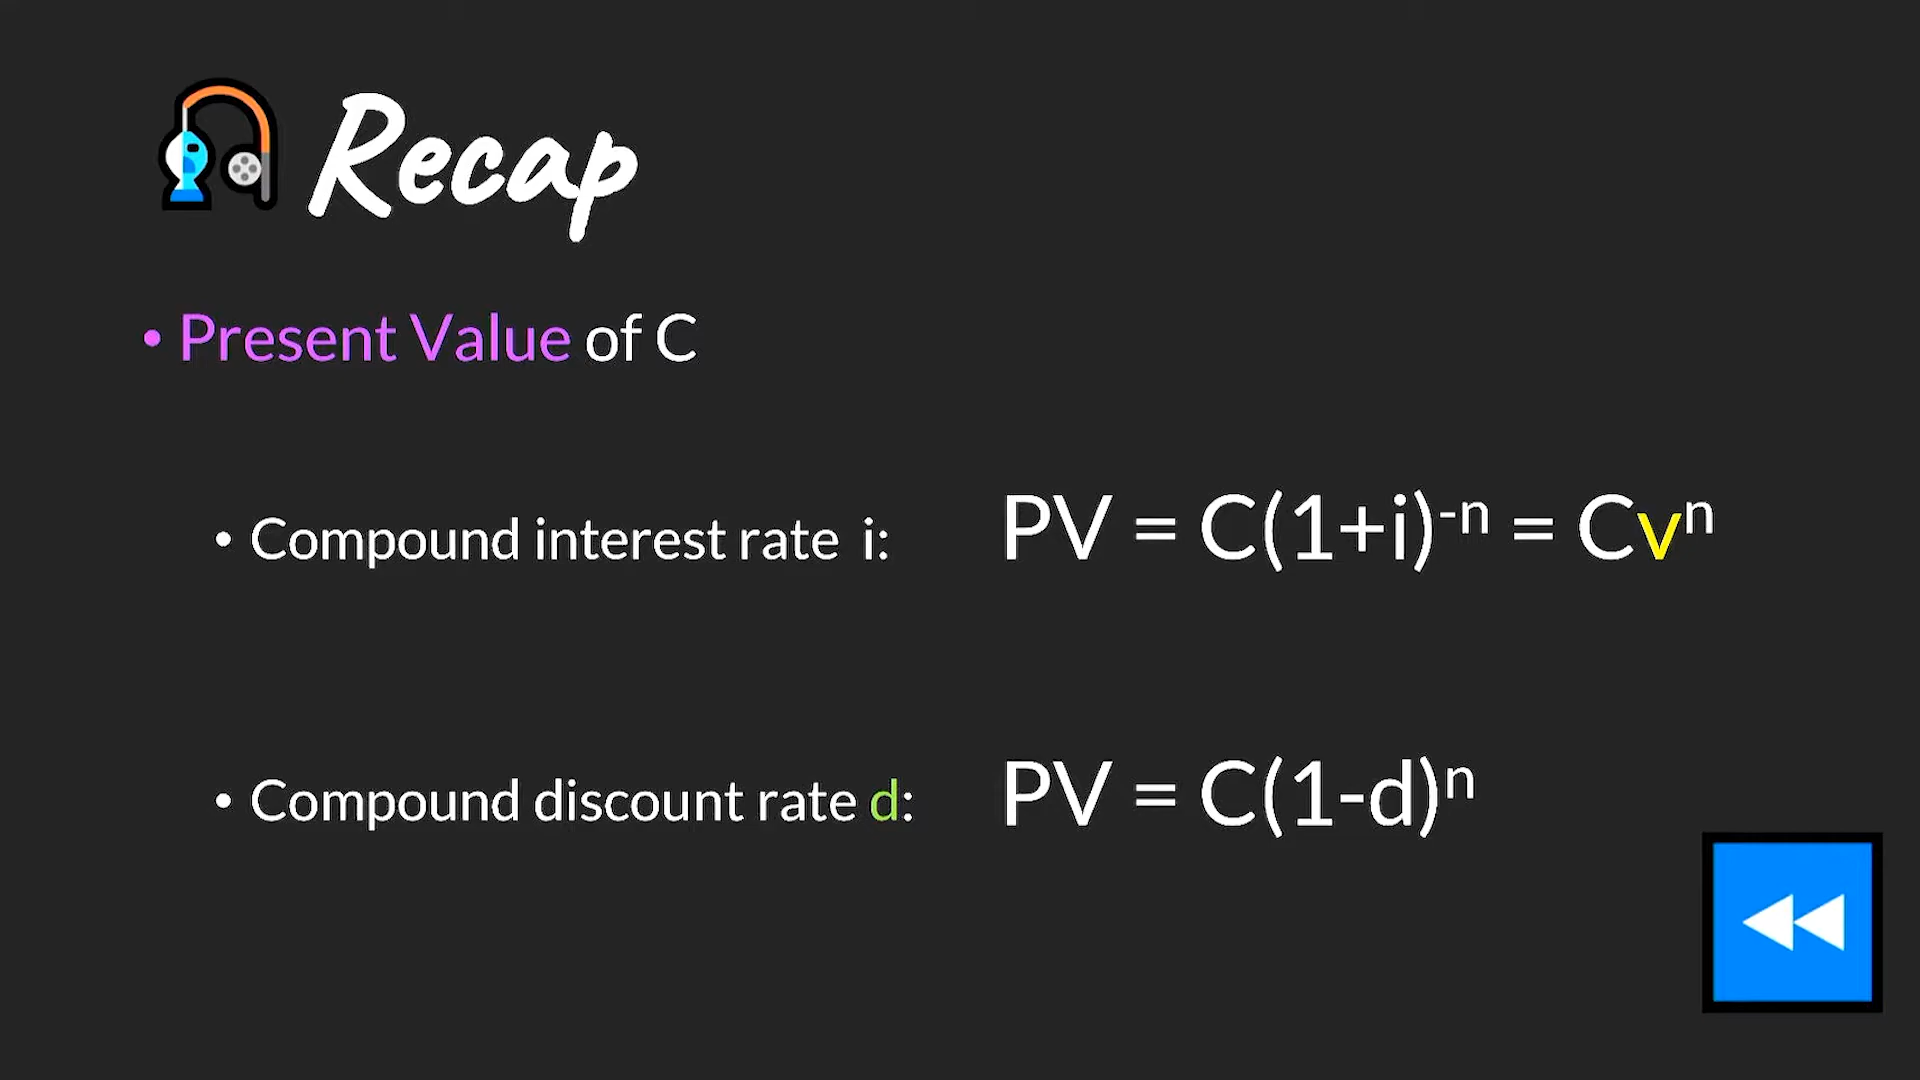 Recap
• Present Value of C
• Compound interest rate i: PV = C(1+i)⁻ⁿ = Cvⁿ
• Compound discount rate d: PV = C(1-d)ⁿ